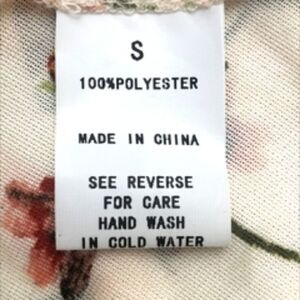 S
100%POLYESTER
MADE IN CHINA
SEE REVERSE
FOR CARE
HAND WASH
IN COLD WATER